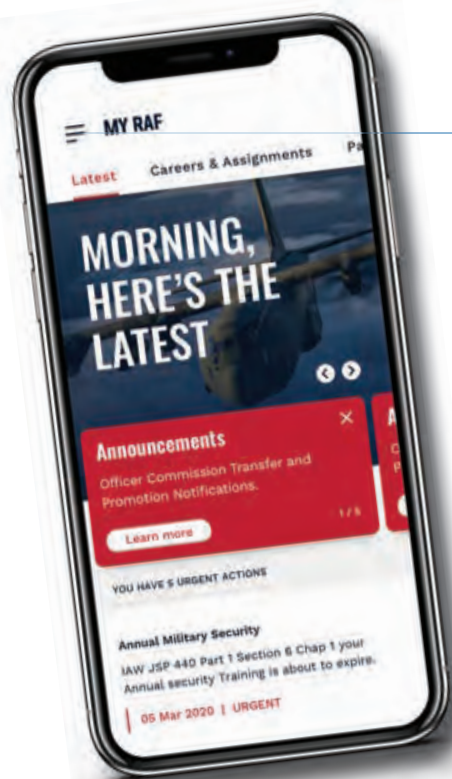 MY RAF
Latest Careers & Assignments Pa
MORNING,
HERE'S THE
LATEST
Announcements
Officer Commission Transfer and
Promotion Notifications.
1 / 5
Learn more
YOU HAVE 5 URGENT ACTIONS
Annual Military Security
IAW JSP 440 Part 1 Section 6 Chap 1 your
Annual security Training is about to expire.
05 Mar 2020 | URGENT